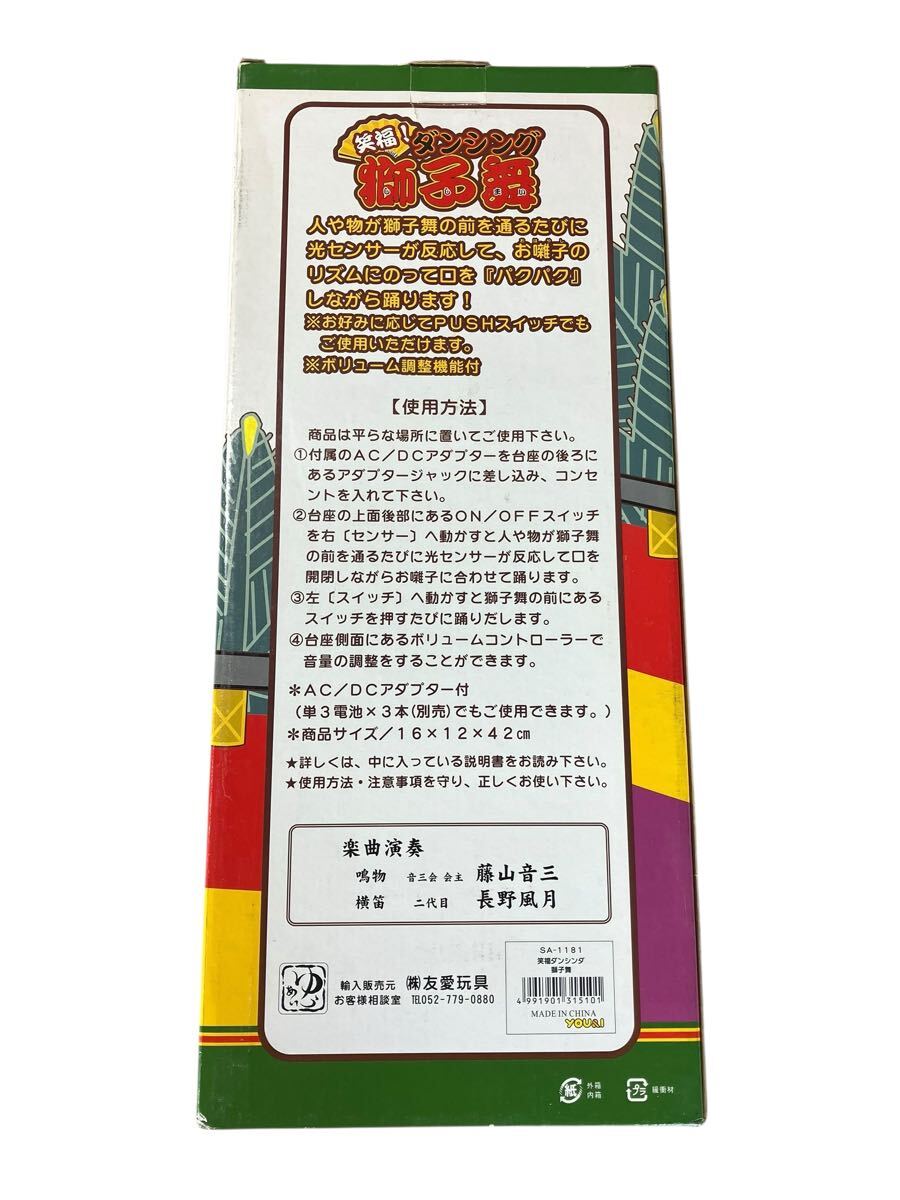 笑福!
ダンシング
獅子舞
し し まい
人や物が獅子舞の前を通るたびに
光センサーが反応して、お囃子の
リズムにのって口を『パクパク』
しながら踊ります!
※お好みに応じてPUSHスイッチでも
ご使用いただけます。
※ボリューム調整機能付
【使用方法】
商品は平らな場所に置いてご使用下さい。
①付属のAC/DCアダプターを台座の後ろに
あるアダプタージャックに差し込み、コンセ
ントを入れて下さい。
②台座の上面後部にあるON/OFFスイッチ
を右〔センサー〕へ動かすと人や物が獅子舞
の前を通るたびに光センサーが反応して口を
開閉しながらお囃子に合わせて踊ります。
③左〔スイッチ〕へ動かすと獅子舞の前にある
スイッチを押すたびに踊りだします。
④台座側面にあるボリュームコントローラーで
音量の調整をすることができます。
*AC/DCアダプター付
(単3電池×3本(別売)でもご使用できます。)
*商品サイズ/16×12×42㎝
★詳しくは、中に入っている説明書をお読み下さい。
★使用方法・注意事項を守り、正しくお使い下さい。
楽曲演奏
鳴物 音三会 会主 藤山音三
横笛 二代目 長野風月
SA-1181
笑福ダンシンダ
獅子舞
4 991901 315101
MADE IN CHINA
YOU&I
輸入販売元 ㈱友愛玩具
お客様相談室 ℡052-779-0880
紙 外箱
内箱
プラ 緩衝材